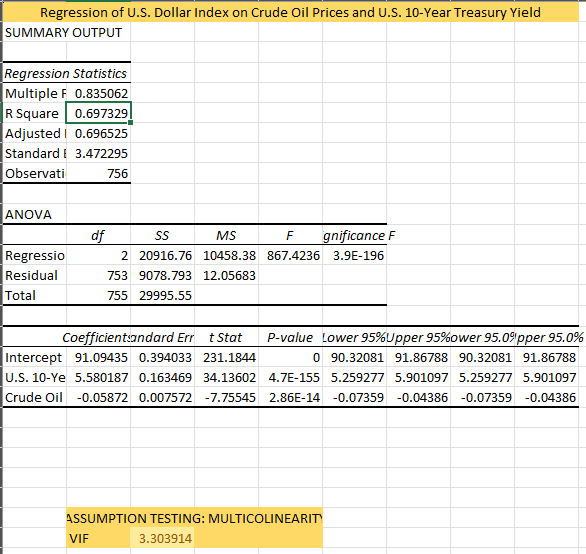 Regression of U.S. Dollar Index on Crude Oil Prices and U.S. 10-Year Treasury Yield
SUMMARY OUTPUT
Regression Statistics
Multiple R 0.835062
R Square 0.697329
Adjusted 0.696525
Standard E 3.472295
Observati 756
ANOVA
df SS MS F gnificance F
Regressio 2 20916.76 10458.38 867.4236 3.9E-196
Residual 753 9078.793 12.05683
Total 755 29995.55
Coefficients andard Err t Stat P-value Lower 95% Upper 95% ower 95.0% pper 95.0%
Intercept 91.09435 0.394033 231.1844 0 90.32081 91.86788 90.32081 91.86788
U.S. 10-Ye 5.580187 0.163469 34.13602 4.7E-155 5.259277 5.901097 5.259277 5.901097
Crude Oil -0.05872 0.007572 -7.75545 2.86E-14 -0.07359 -0.04386 -0.07359 -0.04386
ASSUMPTION TESTING: MULTICOLINEARITY
VIF 3.303914